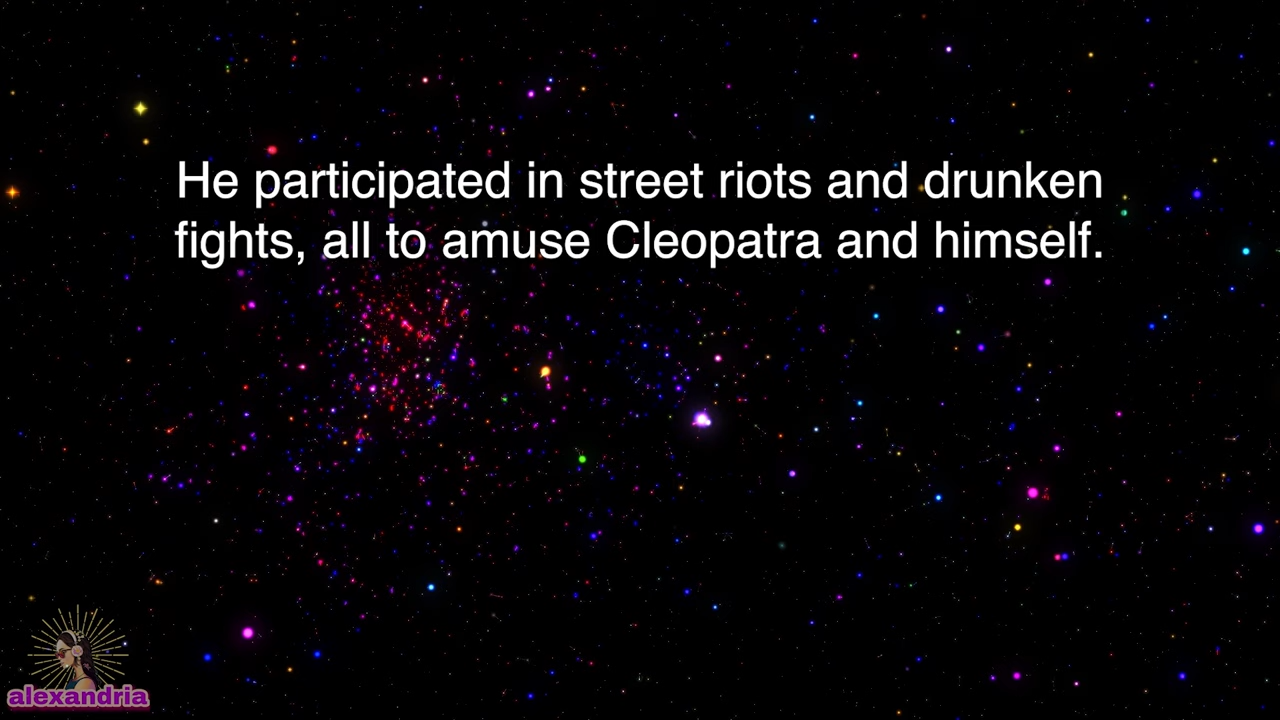 He participated in street riots and drunken
fights, all to amuse Cleopatra and himself.
alexandria